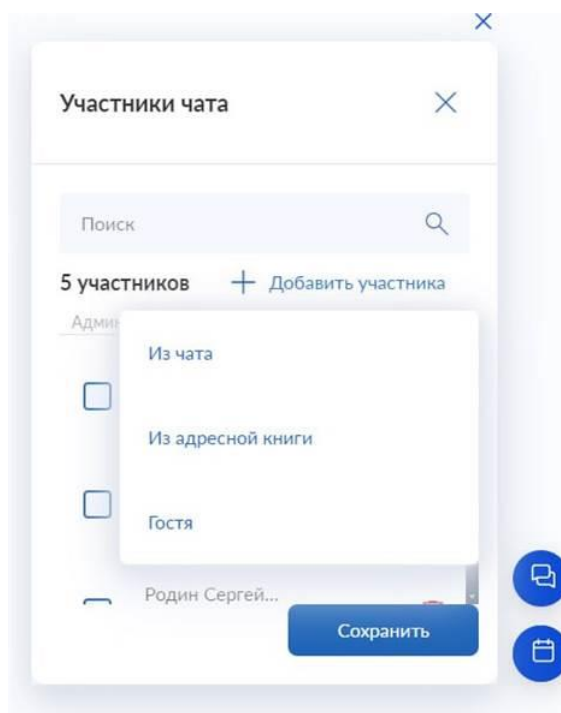 Участники чата
Поиск
5 участников + Добавить участника
Из чата
Из адресной книги
Гостя
Родин Сергей...
Сохранить